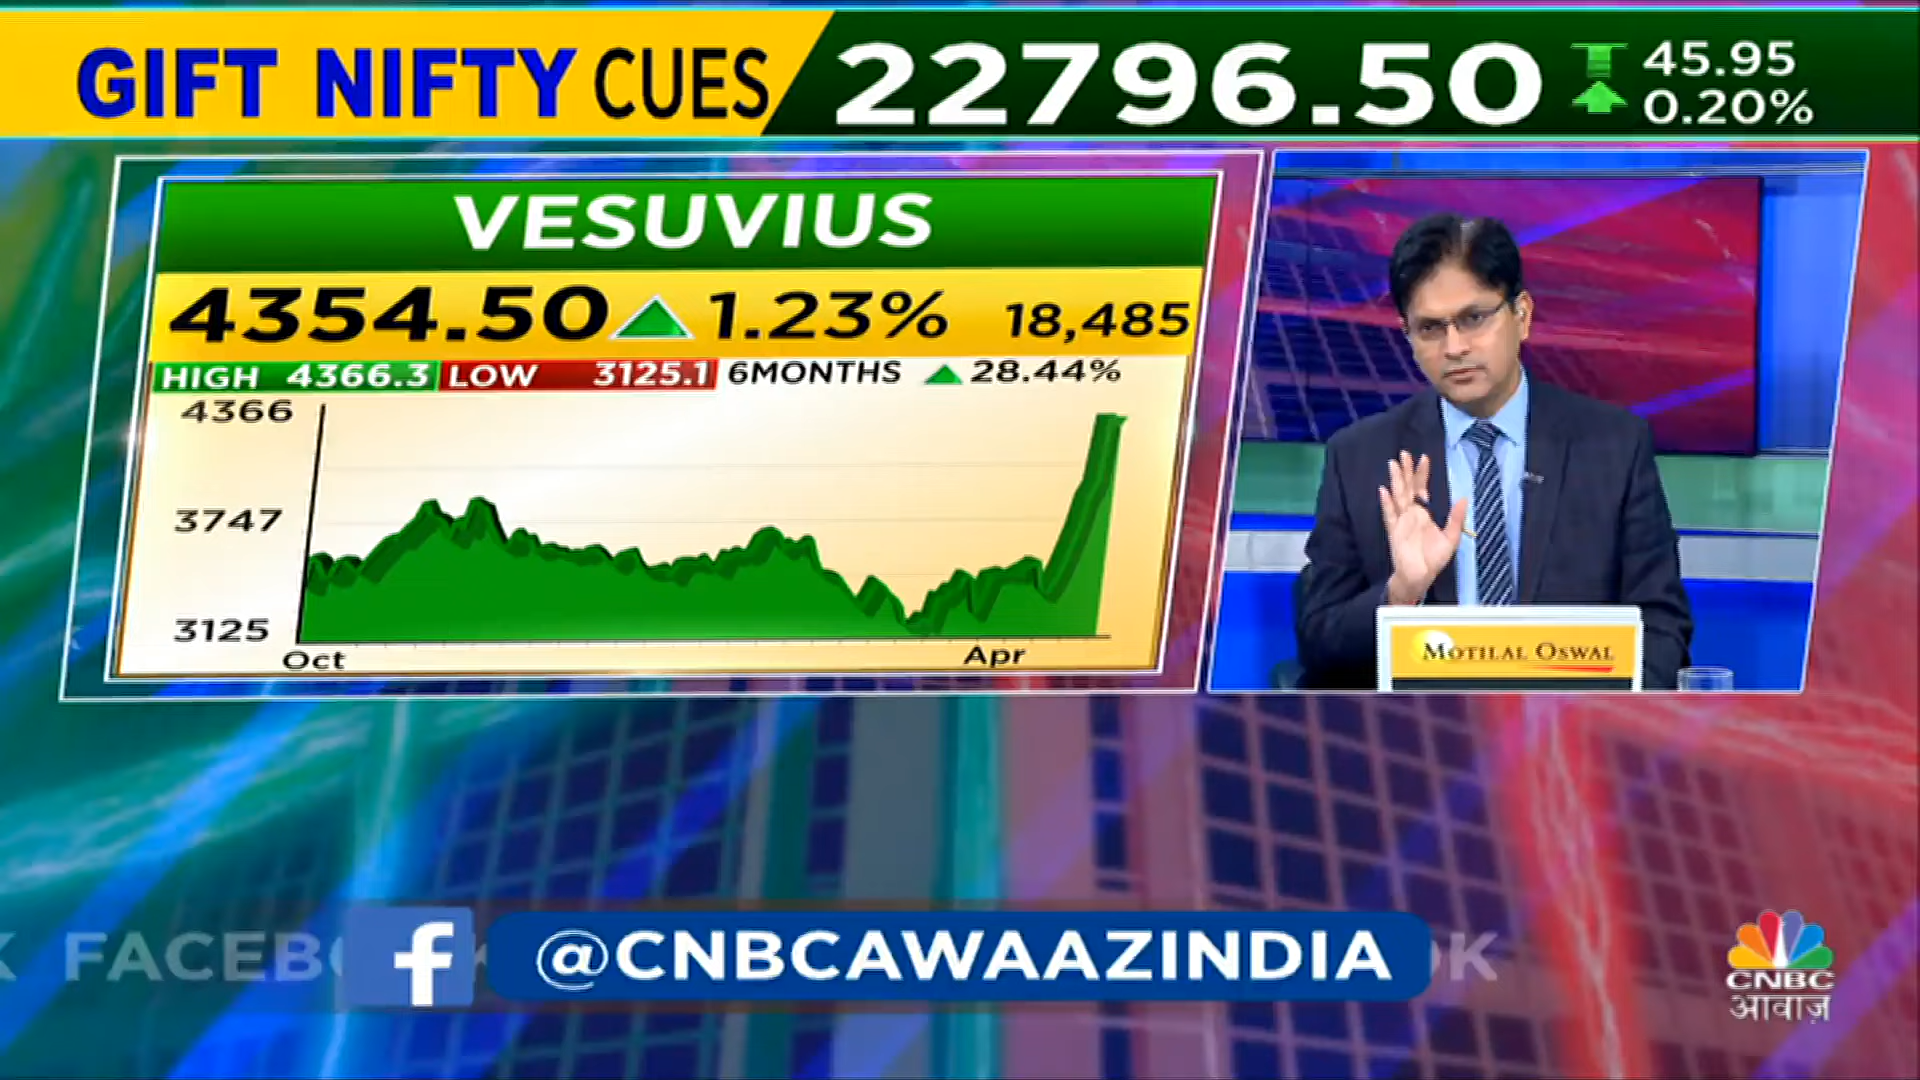 GIFT NIFTY CUES 22796.50 45.95
0.20%
VESUVIUS
4354.50 1.23% 18,485
HIGH 4366.3 LOW 3125.1 6MONTHS 28.44%
4366
3747
3125
Oct Apr
MOTILAL OSWAL
K FACEB f @CNBCAWAAZINDIA OK
CNBC
आवाज़